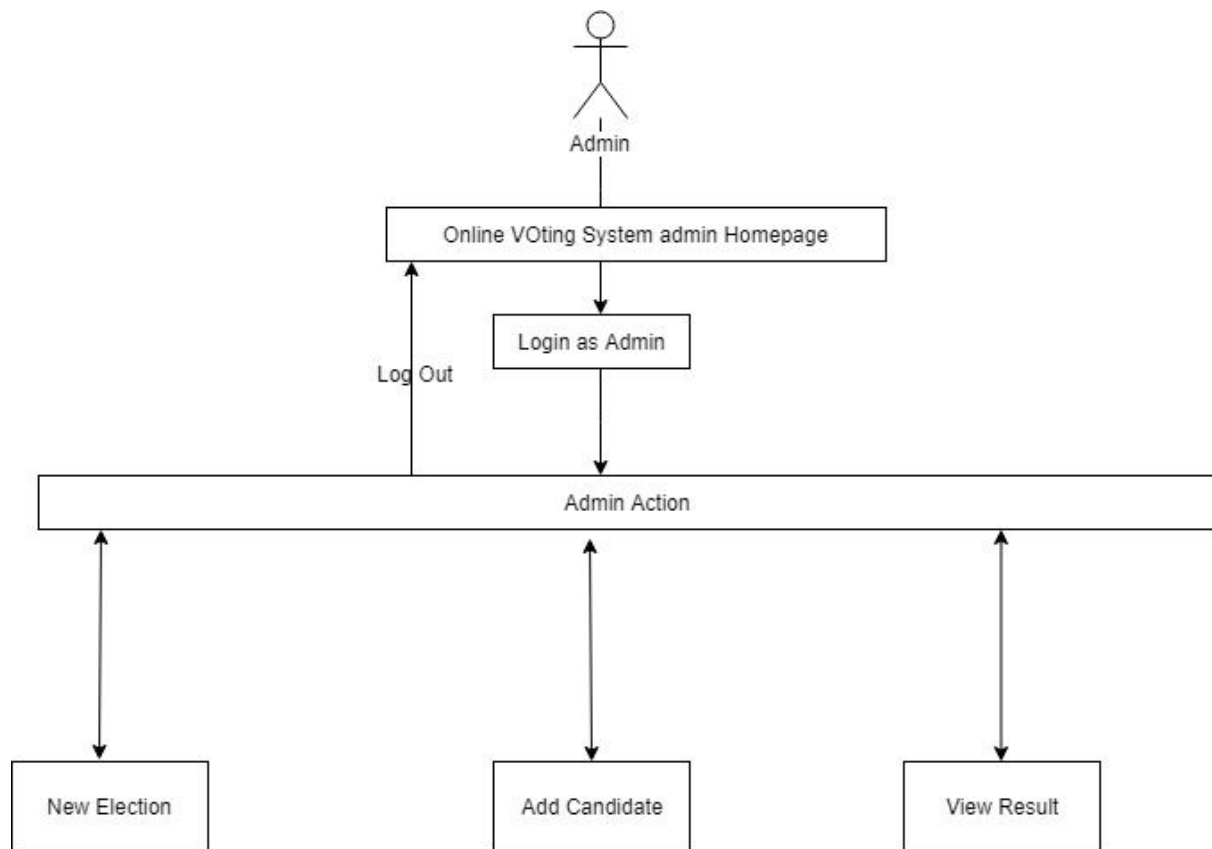 Admin
Online VOting System admin Homepage
Login as Admin
Log Out
Admin Action
New Election
Add Candidate
View Result